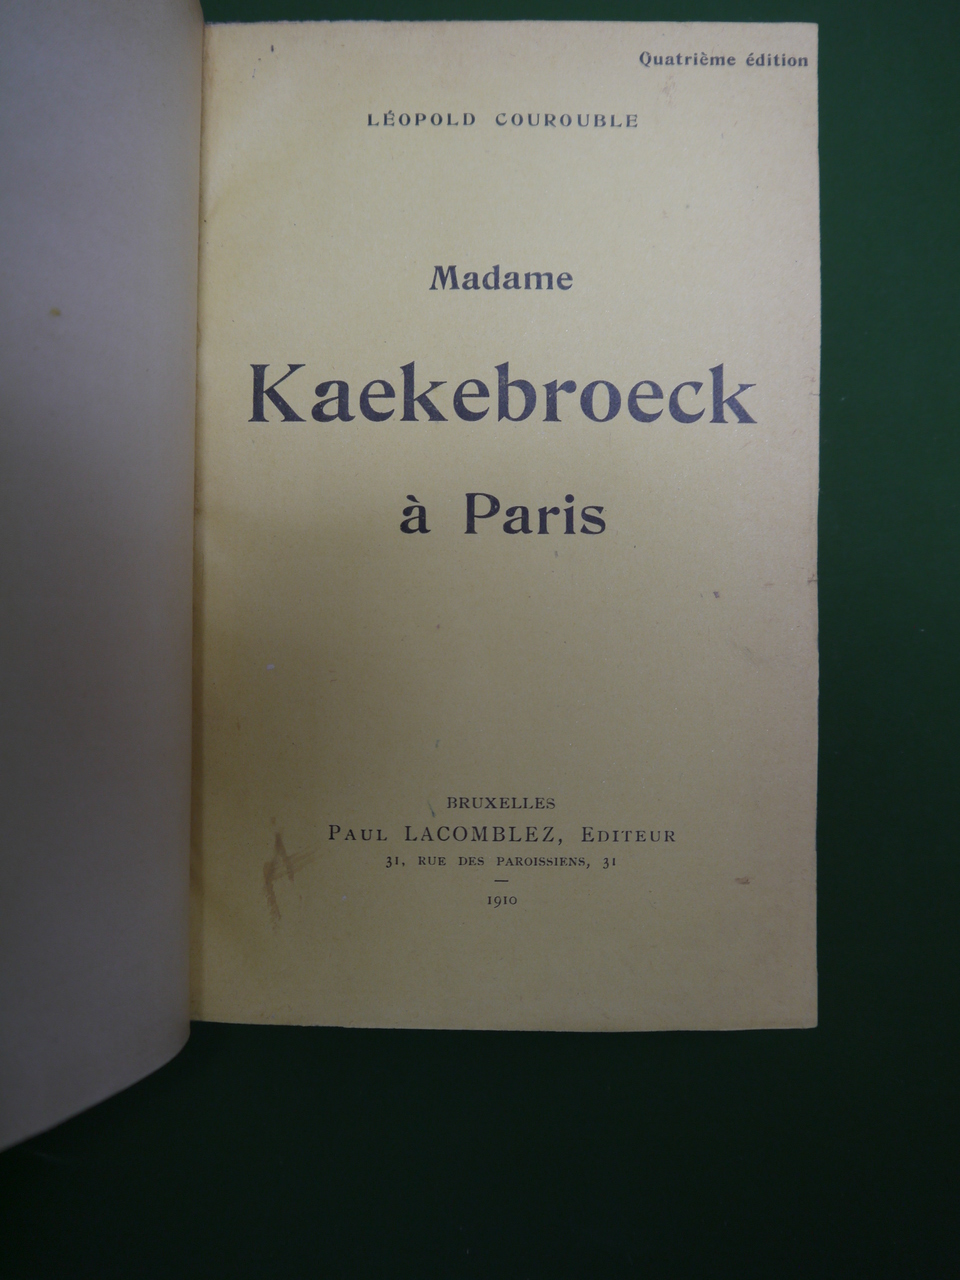 Quatrième édition
LÉOPOLD COUROUBLE
Madame
Kaekebroeck
à Paris
BRUXELLES
PAUL LACOMBLEZ, EDITEUR
31, RUE DES PAROISSIENS, 31
1910